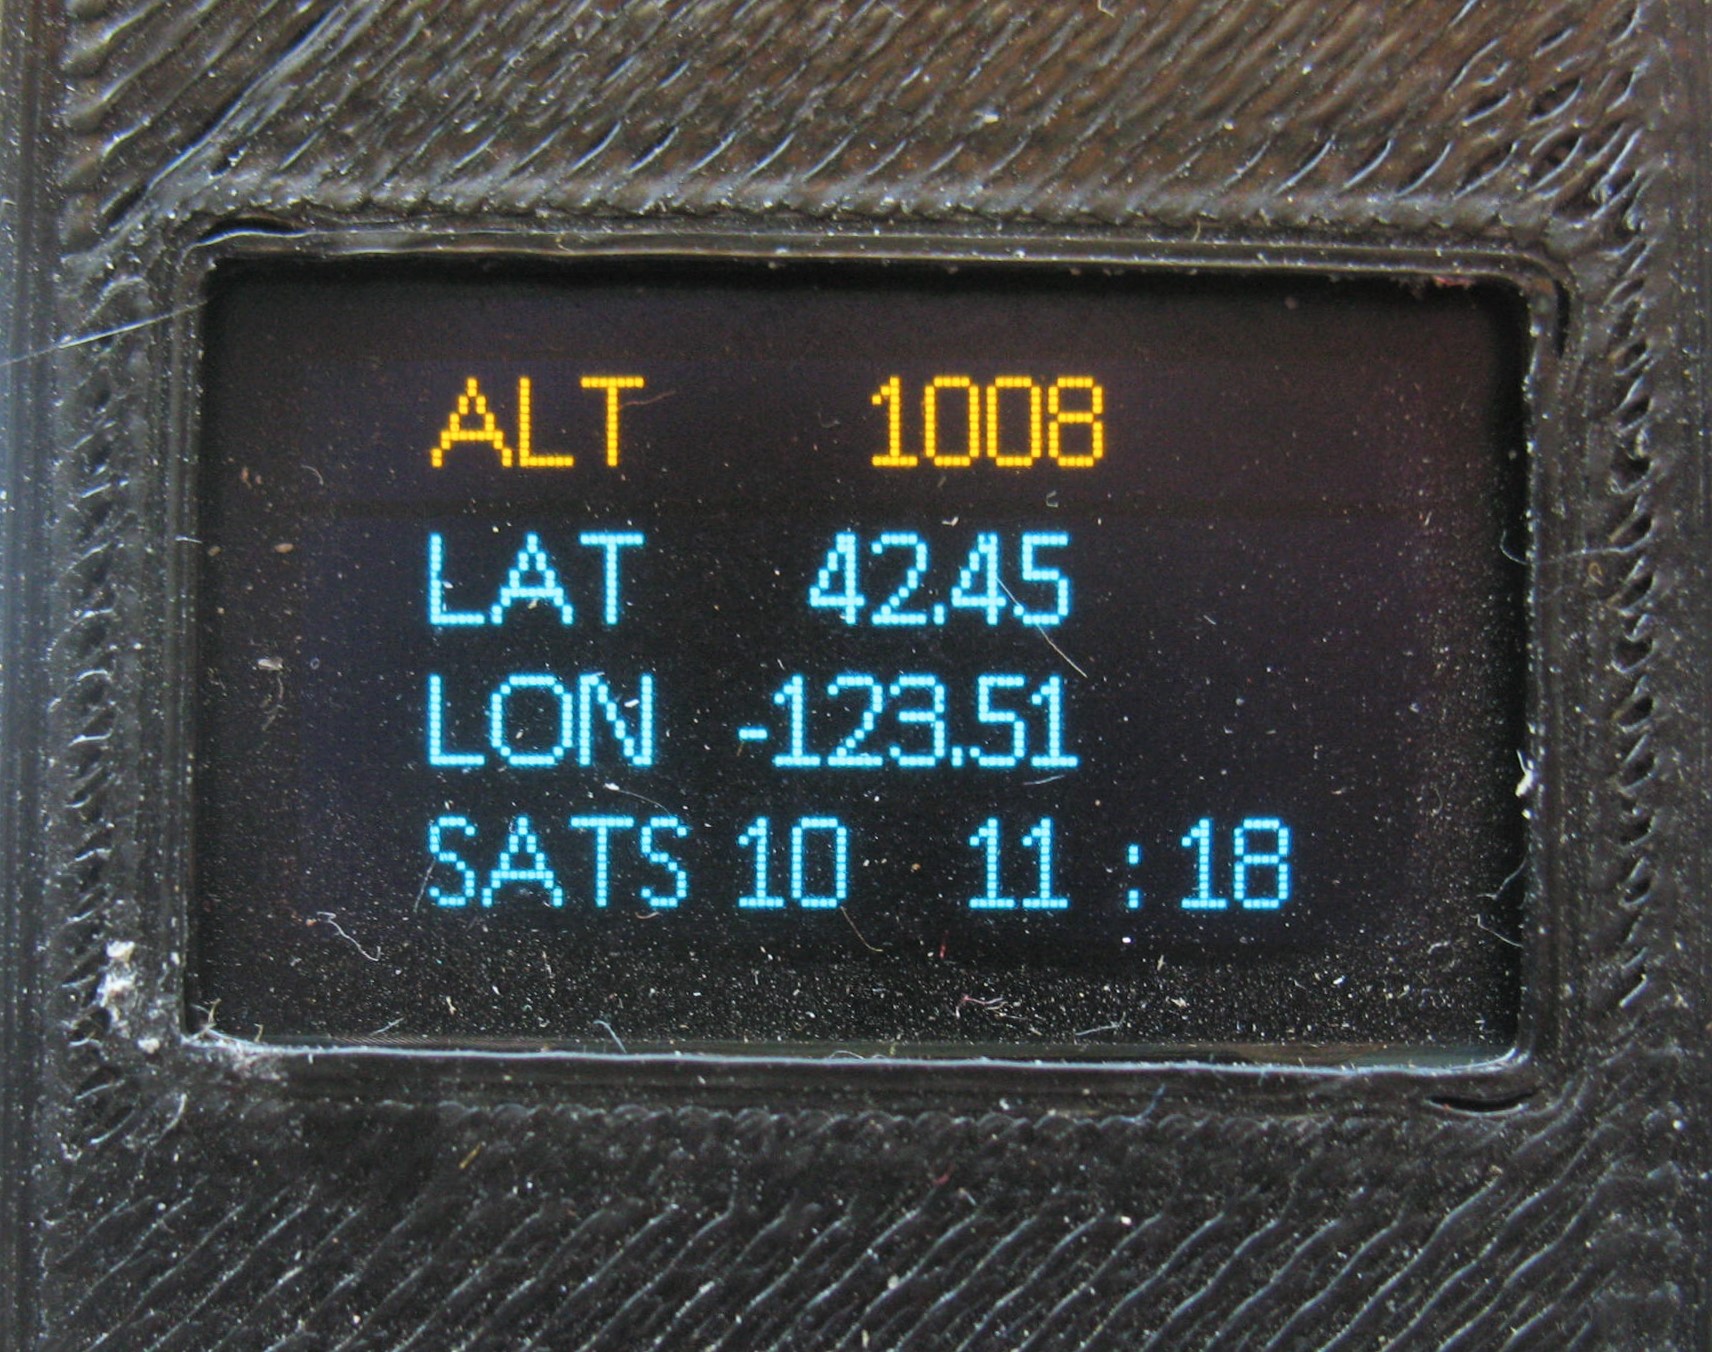 ALT 1008
LAT 42.45
LON -123.51
SATS 10 11 : 18